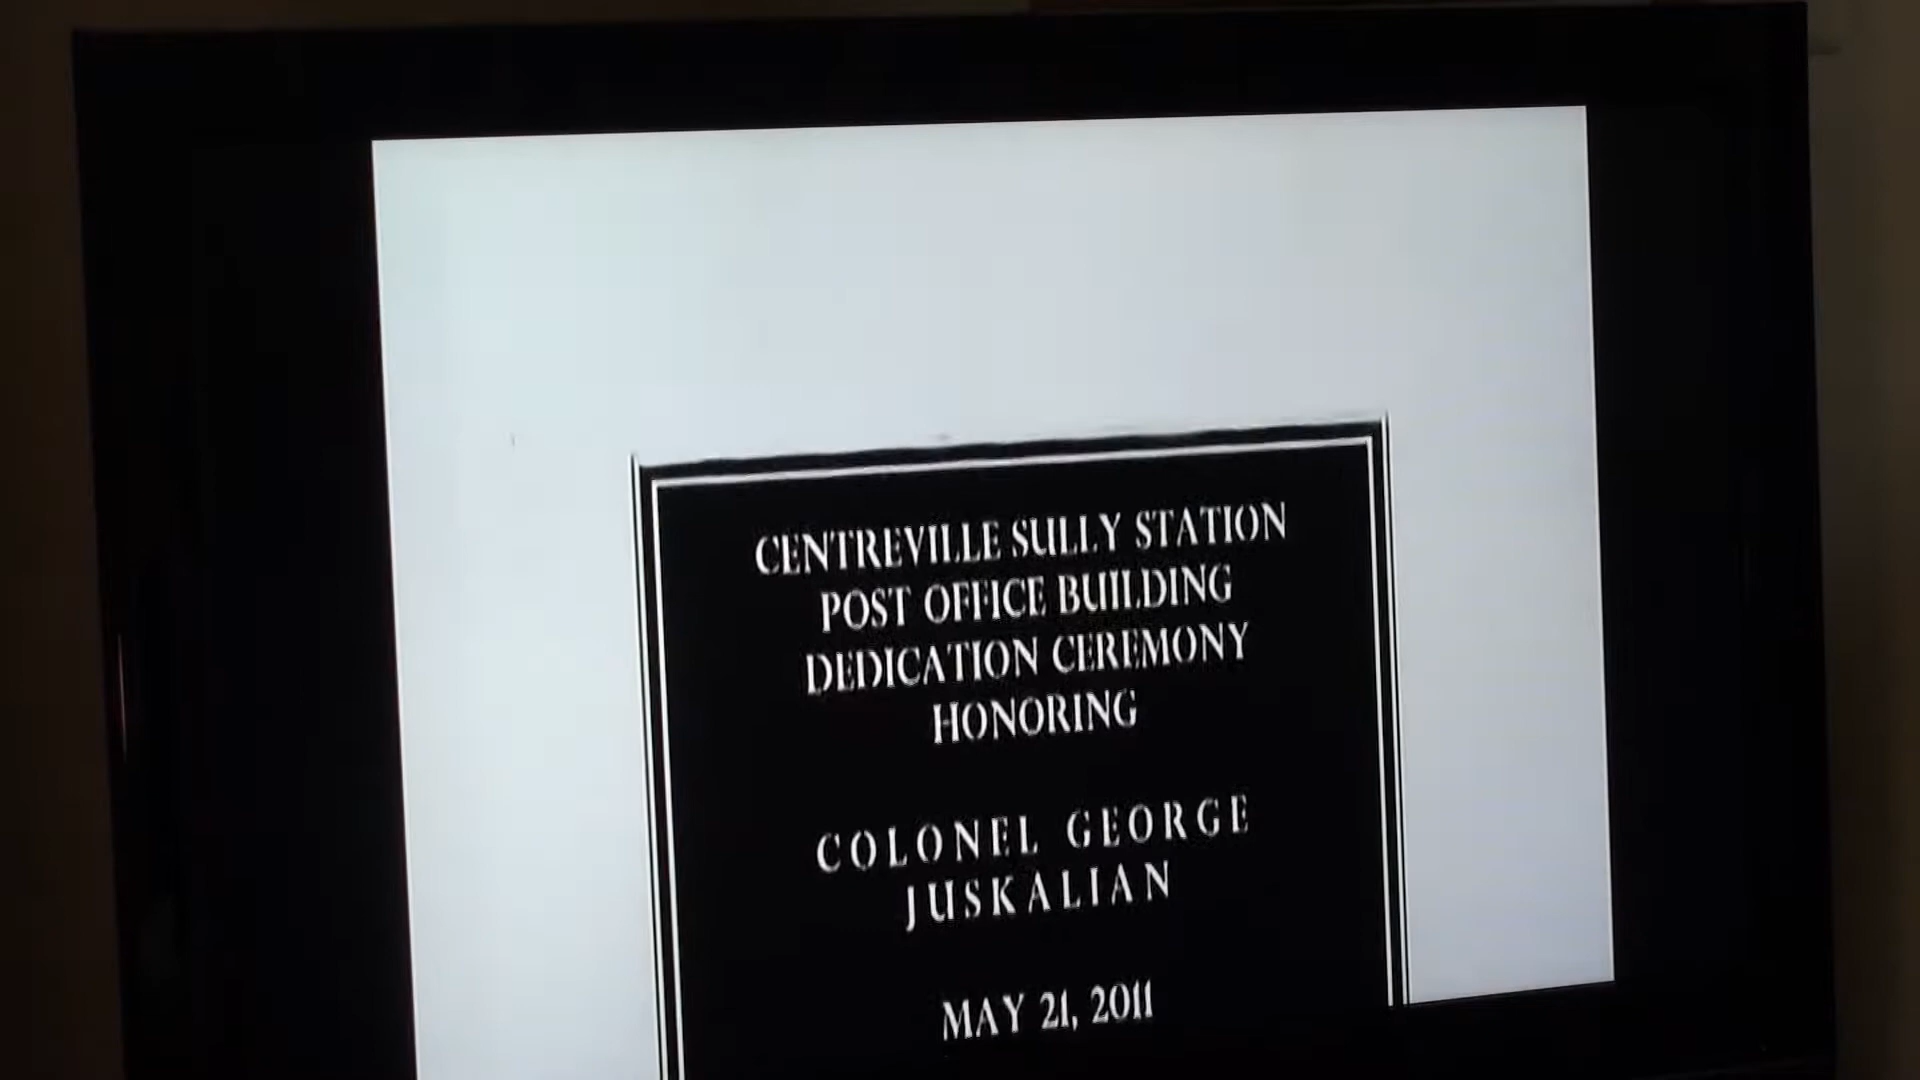 CENTREVILLE SULLY STATION
POST OFFICE BUILDING
DEDICATION CEREMONY
HONORING
COLONEL GEORGE
JUSKALIAN
MAY 21, 2011